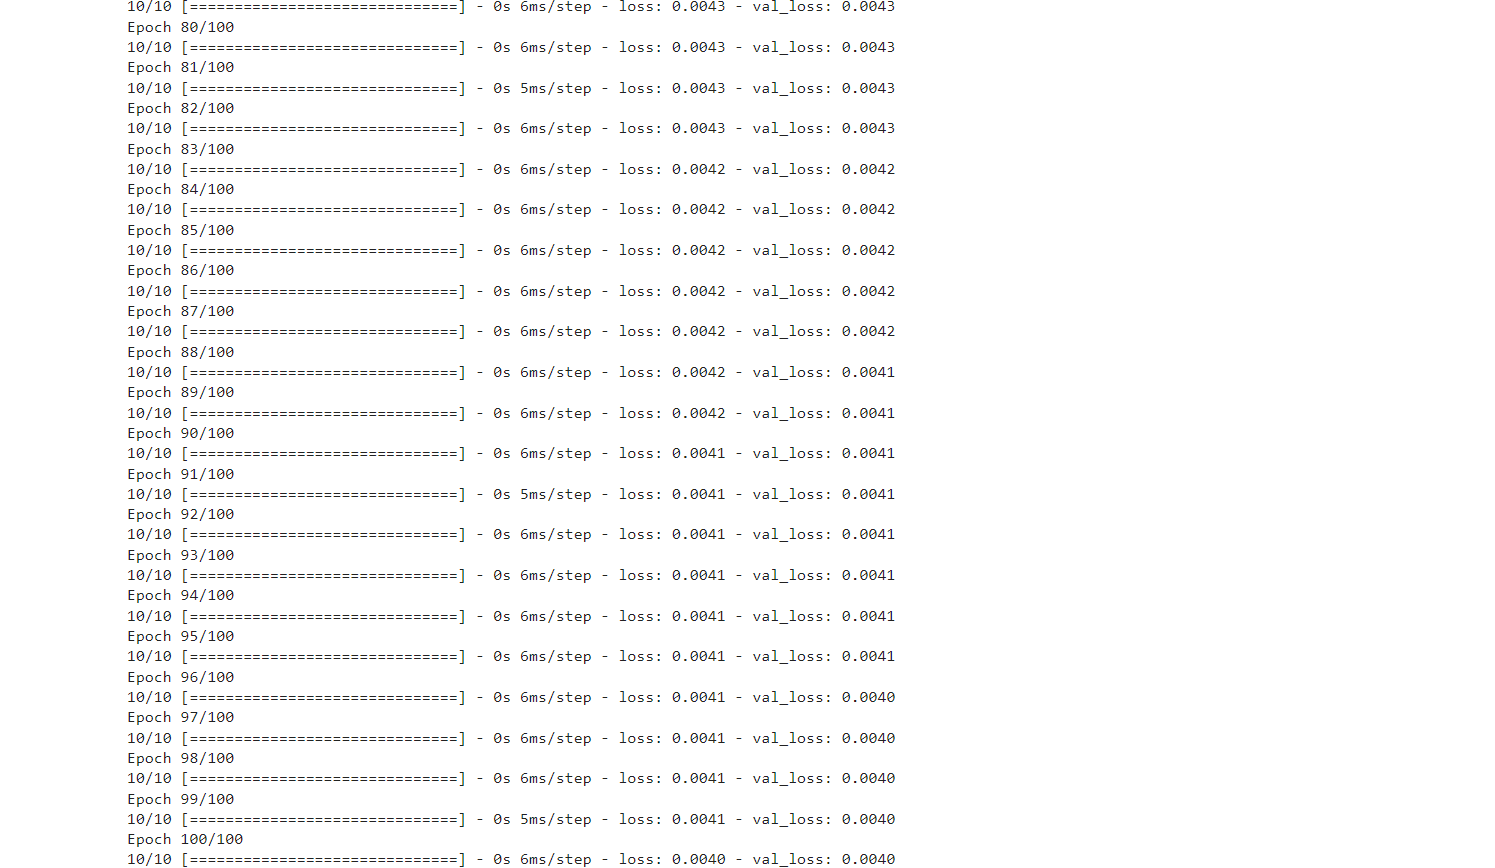 10/10 [==============================] - 0s 6ms/step - loss: 0.0043 - val_loss: 0.0043
Epoch 80/100
10/10 [==============================] - 0s 6ms/step - loss: 0.0043 - val_loss: 0.0043
Epoch 81/100
10/10 [==============================] - 0s 5ms/step - loss: 0.0043 - val_loss: 0.0043
Epoch 82/100
10/10 [==============================] - 0s 6ms/step - loss: 0.0043 - val_loss: 0.0043
Epoch 83/100
10/10 [==============================] - 0s 6ms/step - loss: 0.0042 - val_loss: 0.0042
Epoch 84/100
10/10 [==============================] - 0s 6ms/step - loss: 0.0042 - val_loss: 0.0042
Epoch 85/100
10/10 [==============================] - 0s 6ms/step - loss: 0.0042 - val_loss: 0.0042
Epoch 86/100
10/10 [==============================] - 0s 6ms/step - loss: 0.0042 - val_loss: 0.0042
Epoch 87/100
10/10 [==============================] - 0s 6ms/step - loss: 0.0042 - val_loss: 0.0042
Epoch 88/100
10/10 [==============================] - 0s 6ms/step - loss: 0.0042 - val_loss: 0.0041
Epoch 89/100
10/10 [==============================] - 0s 6ms/step - loss: 0.0042 - val_loss: 0.0041
Epoch 90/100
10/10 [==============================] - 0s 6ms/step - loss: 0.0041 - val_loss: 0.0041
Epoch 91/100
10/10 [==============================] - 0s 5ms/step - loss: 0.0041 - val_loss: 0.0041
Epoch 92/100
10/10 [==============================] - 0s 6ms/step - loss: 0.0041 - val_loss: 0.0041
Epoch 93/100
10/10 [==============================] - 0s 6ms/step - loss: 0.0041 - val_loss: 0.0041
Epoch 94/100
10/10 [==============================] - 0s 6ms/step - loss: 0.0041 - val_loss: 0.0041
Epoch 95/100
10/10 [==============================] - 0s 6ms/step - loss: 0.0041 - val_loss: 0.0041
Epoch 96/100
10/10 [==============================] - 0s 6ms/step - loss: 0.0041 - val_loss: 0.0040
Epoch 97/100
10/10 [==============================] - 0s 6ms/step - loss: 0.0041 - val_loss: 0.0040
Epoch 98/100
10/10 [==============================] - 0s 6ms/step - loss: 0.0041 - val_loss: 0.0040
Epoch 99/100
10/10 [==============================] - 0s 5ms/step - loss: 0.0041 - val_loss: 0.0040
Epoch 100/100
10/10 [==============================] - 0s 6ms/step - loss: 0.0040 - val_loss: 0.0040